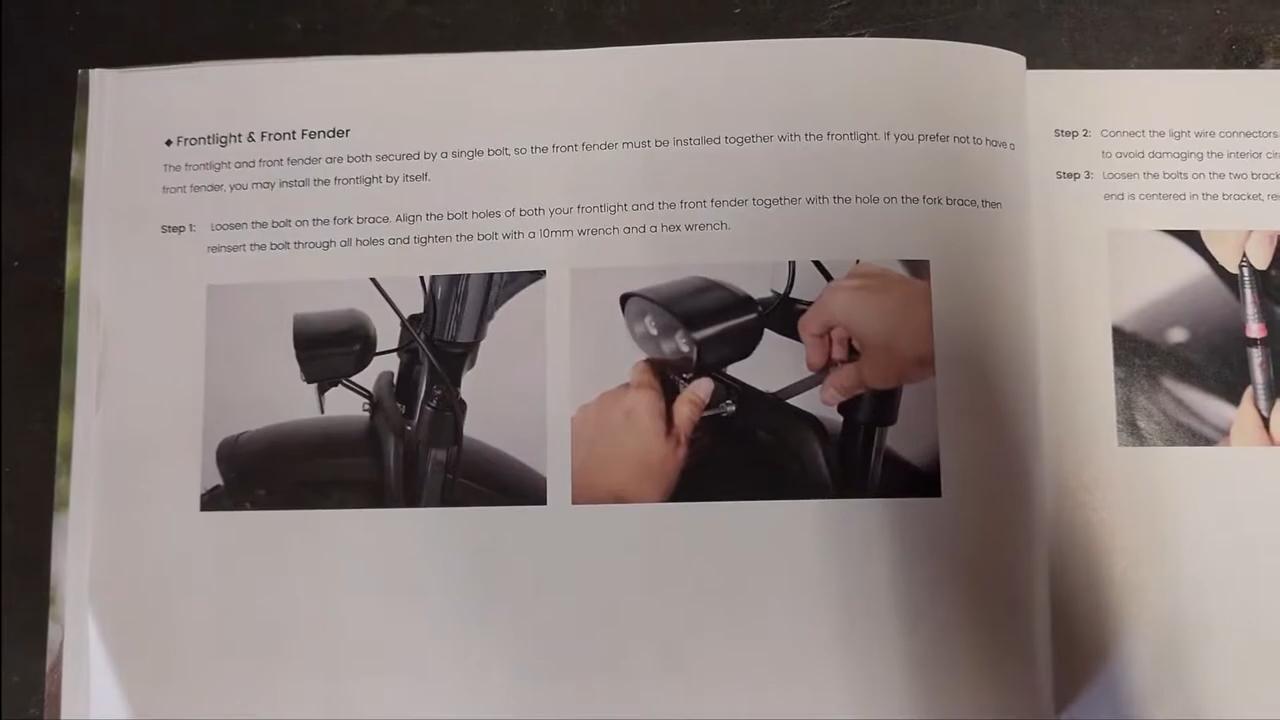 ◆ Frontlight & Front Fender
The frontlight and front fender are both secured by a single bolt, so the front fender must be installed together with the frontlight. If you prefer not to have a
front fender, you may install the frontlight by itself.
Step 1: Loosen the bolt on the fork brace. Align the bolt holes of both your frontlight and the front fender together with the hole on the fork brace, then
reinsert the bolt through all holes and tighten the bolt with a 10mm wrench and a hex wrench.
Step 2: Connect the light wire connectors
to avoid damaging the interior
Step 3: Loosen the bolts on the two
end is centered in the bracket,